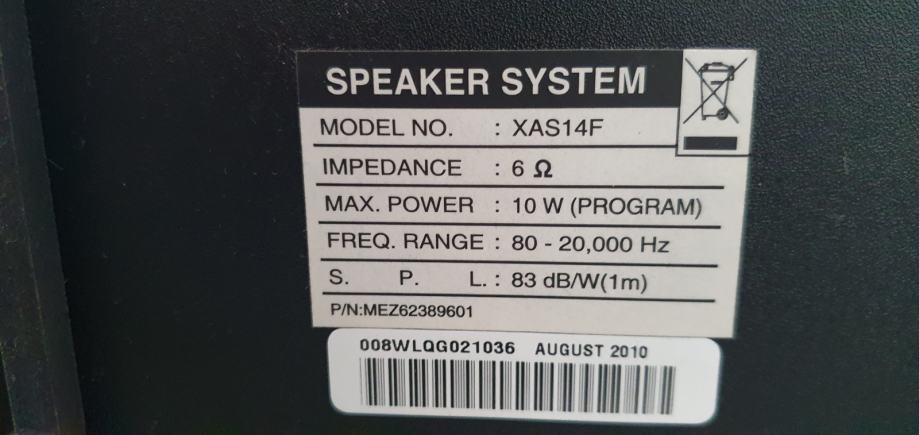 SPEAKER SYSTEM
MODEL NO. : XAS14F
IMPEDANCE : 6 Ω
MAX. POWER : 10 W (PROGRAM)
FREQ. RANGE : 80 - 20,000 Hz
S. P. L. : 83 dB/W(1m)
P/N:MEZ62389601
008WLQG021036 AUGUST 2010